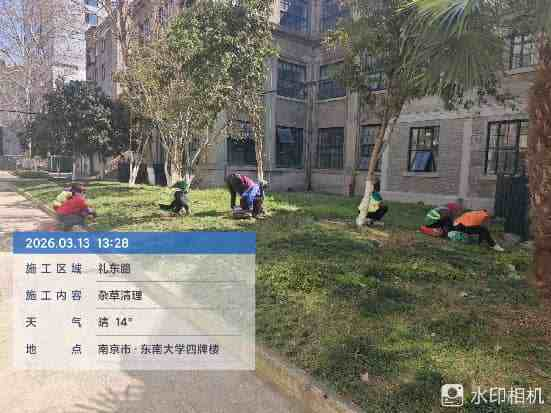 2026.03.13 13:28
施工区域 礼东圆
施工内容 杂草清理
天气 晴 14°
地点 南京市·东南大学四牌楼
水印相机